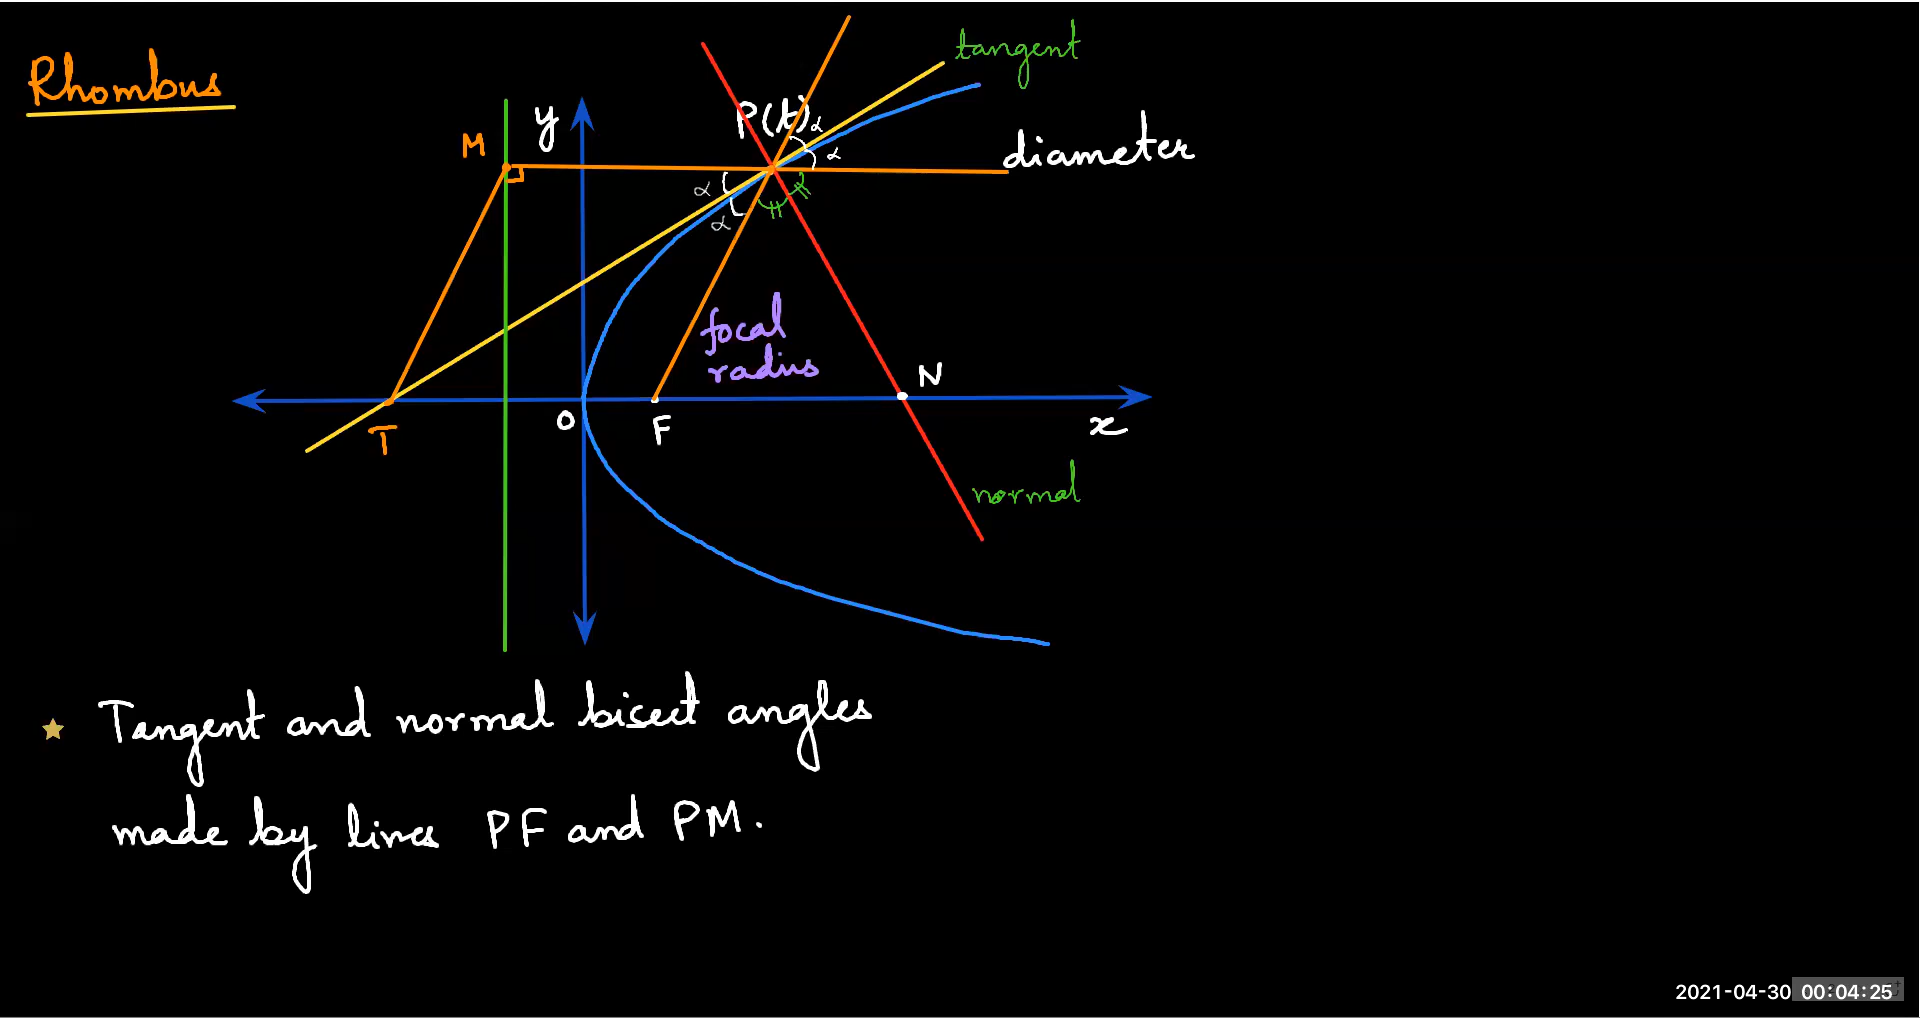 Rhombus
tangent
y
P(t)
α
M
α
diameter
α
α
focal
radius
N
O
F
x
T
normal
★ Tangent and normal bisect angles
made by lines PF and PM.
2021-04-30 00:04:25